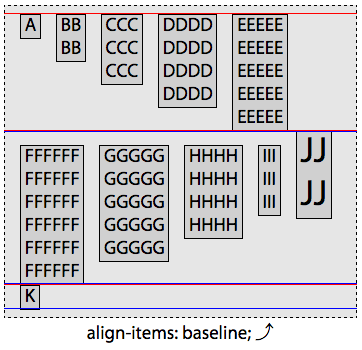 A
BB
BB
CCC
CCC
CCC
DDDD
DDDD
DDDD
DDDD
EEEEE
EEEEE
EEEEE
EEEEE
EEEEE
FFFFFF
FFFFFF
FFFFFF
FFFFFF
FFFFFF
FFFFFF
GGGGG
GGGGG
GGGGG
GGGGG
GGGGG
HHHH
HHHH
HHHH
HHHH
III
III
III
JJ
JJ
K
align-items: baseline;